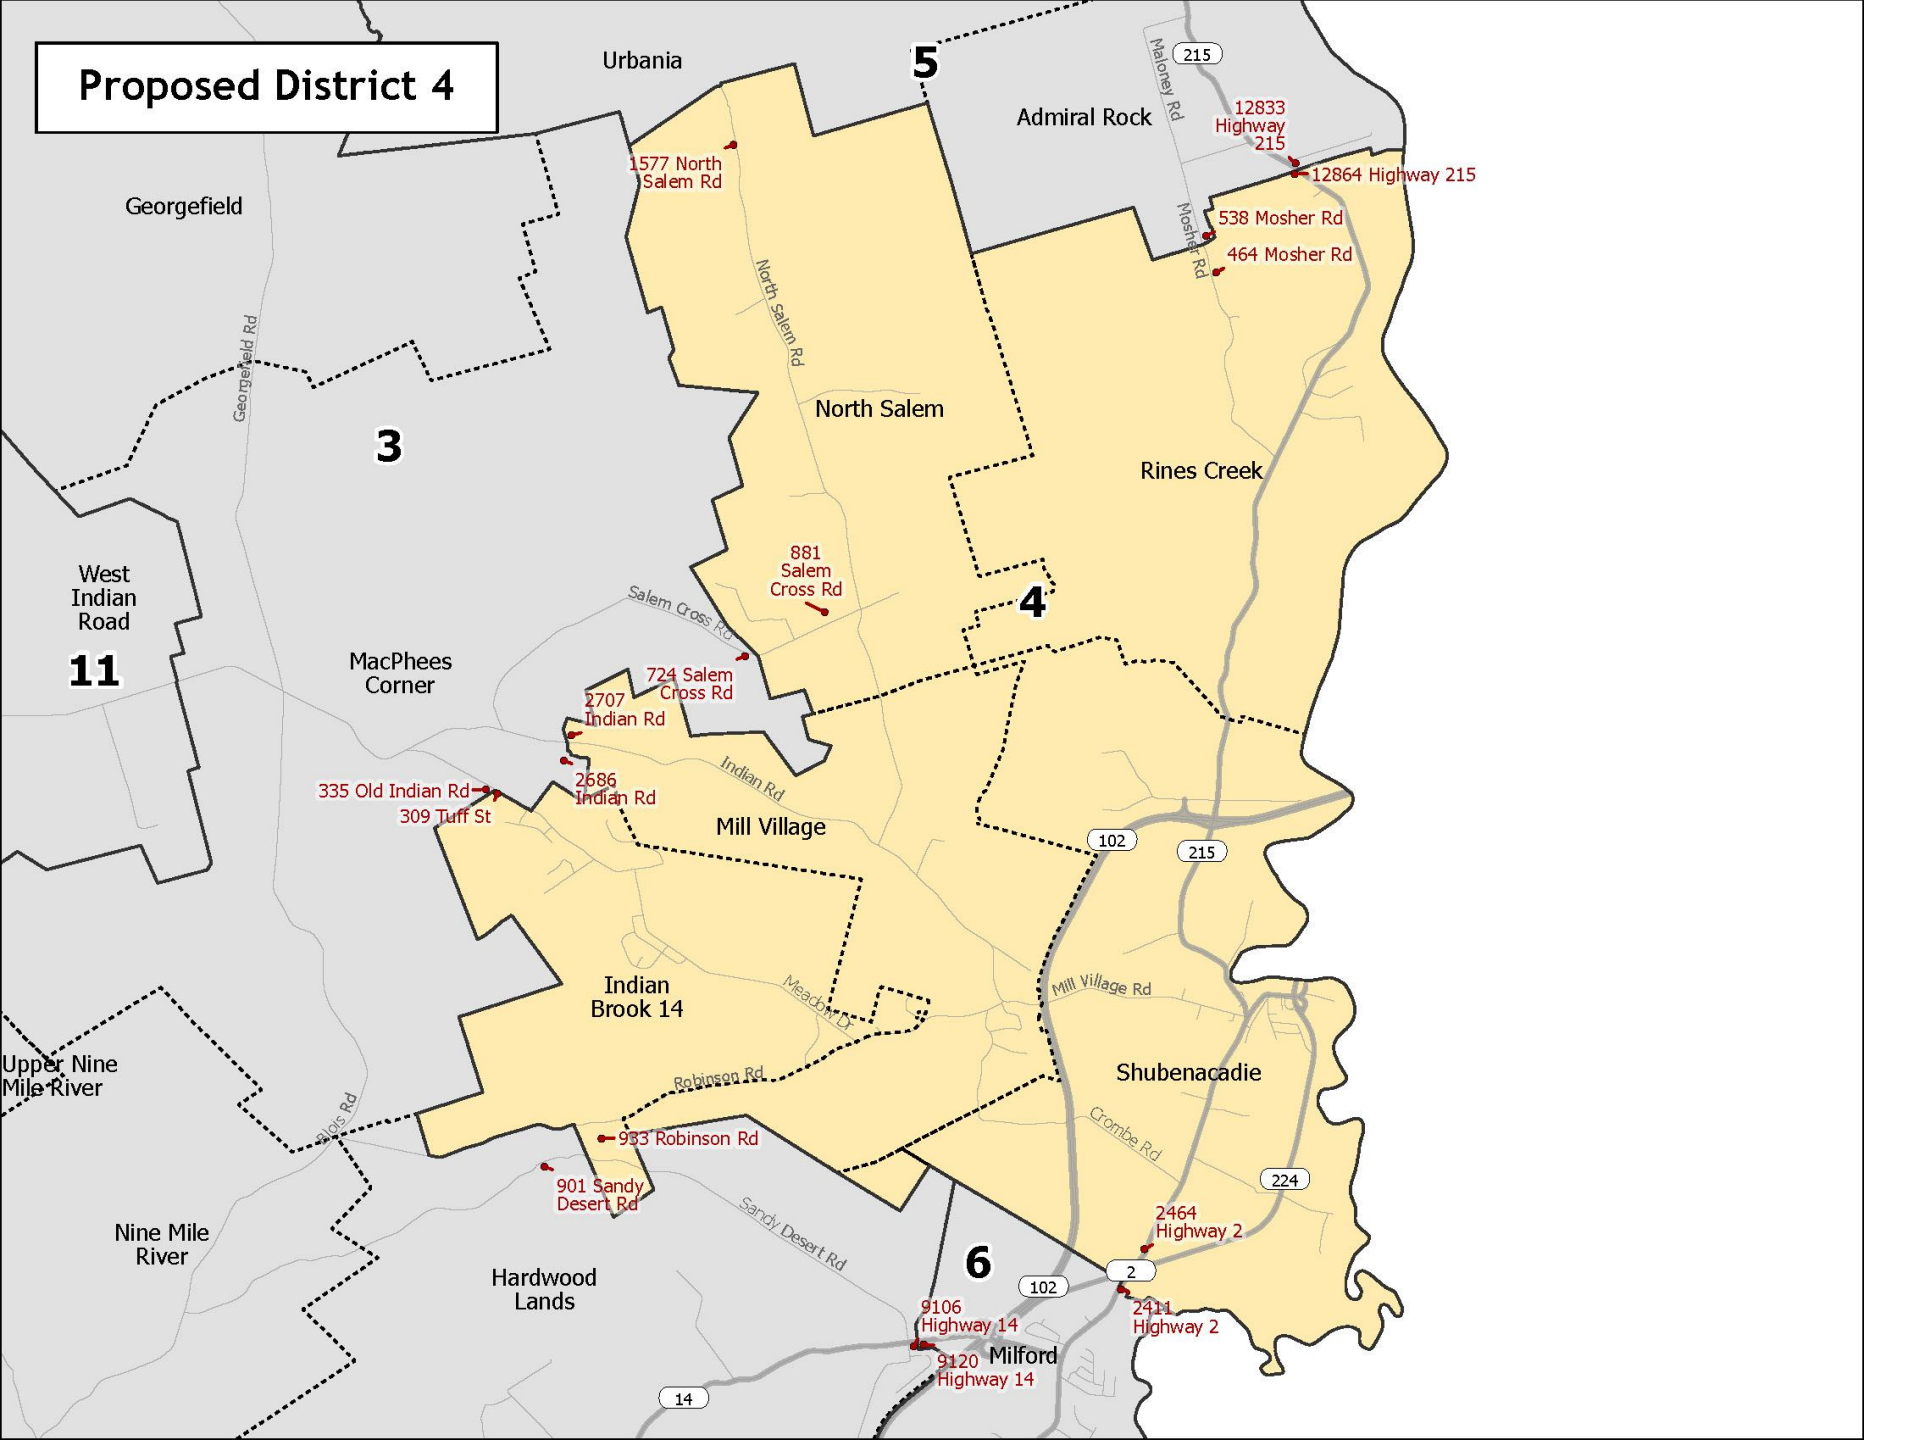 Proposed District 4
Urbania
5
215
Maloney Rd
Admiral Rock
12833
Highway
215
12864 Highway 215
1577 North
Salem Rd
Georgefield
Mosher Rd
538 Mosher Rd
464 Mosher Rd
North Salem Rd
Georgefield Rd
North Salem
3
Rines Creek
881
Salem
Cross Rd
West
Indian
Road
11
Salem Cross Rd
4
MacPhees
Corner
724 Salem
Cross Rd
2707
Indian Rd
2686
Indian Rd
Indian Rd
335 Old Indian Rd
309 Tuff St
Mill Village
102
215
Indian
Brook 14
Meadow Dr
Mill Village Rd
Upper Nine
Mile River
Robinson Rd
Shubenacadie
Blois Rd
Crombe Rd
933 Robinson Rd
901 Sandy
Desert Rd
224
Sandy Desert Rd
2464
Highway 2
Nine Mile
River
6
2
102
Hardwood
Lands
9106
Highway 14
2411
Highway 2
Milford
9120
Highway 14
14